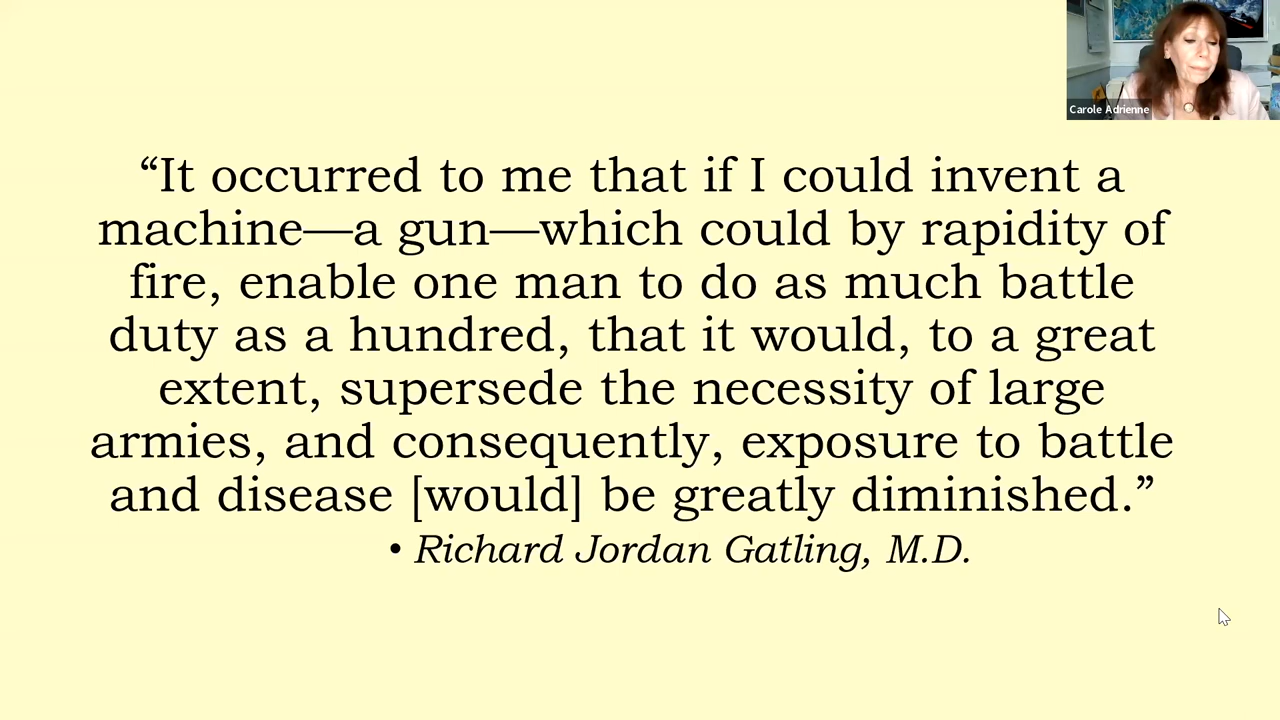 Carole Adrienne
“It occurred to me that if I could invent a
machine—a gun—which could by rapidity of
fire, enable one man to do as much battle
duty as a hundred, that it would, to a great
extent, supersede the necessity of large
armies, and consequently, exposure to battle
and disease [would] be greatly diminished.”
• Richard Jordan Gatling, M.D.